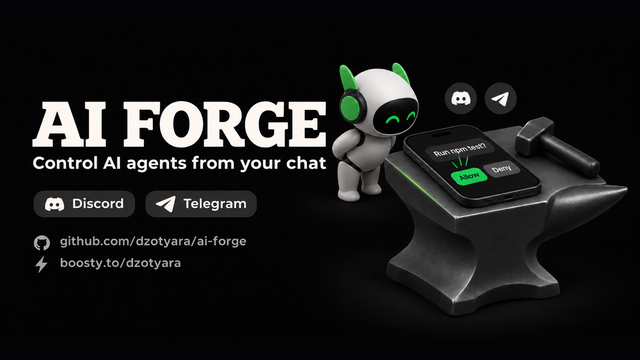 AI FORGE
Control AI agents from your chat
Discord
Telegram
github.com/dzotyara/ai-forge
boosty.to/dzotyara
Run npm test?
Allow
Deny